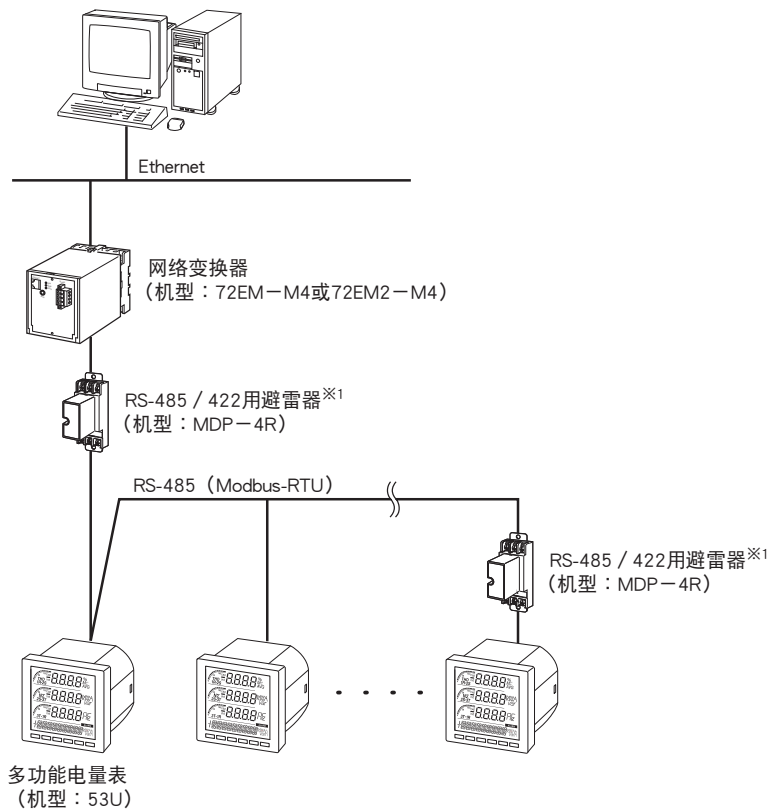 Ethernet
网络变换器
（机型：72EM－M4或72EM2－M4）
RS-485 / 422用避雷器※1
（机型：MDP－4R）
RS-485（Modbus-RTU）
RS-485 / 422用避雷器※1
（机型：MDP－4R）
多功能电量表
（机型：53U）